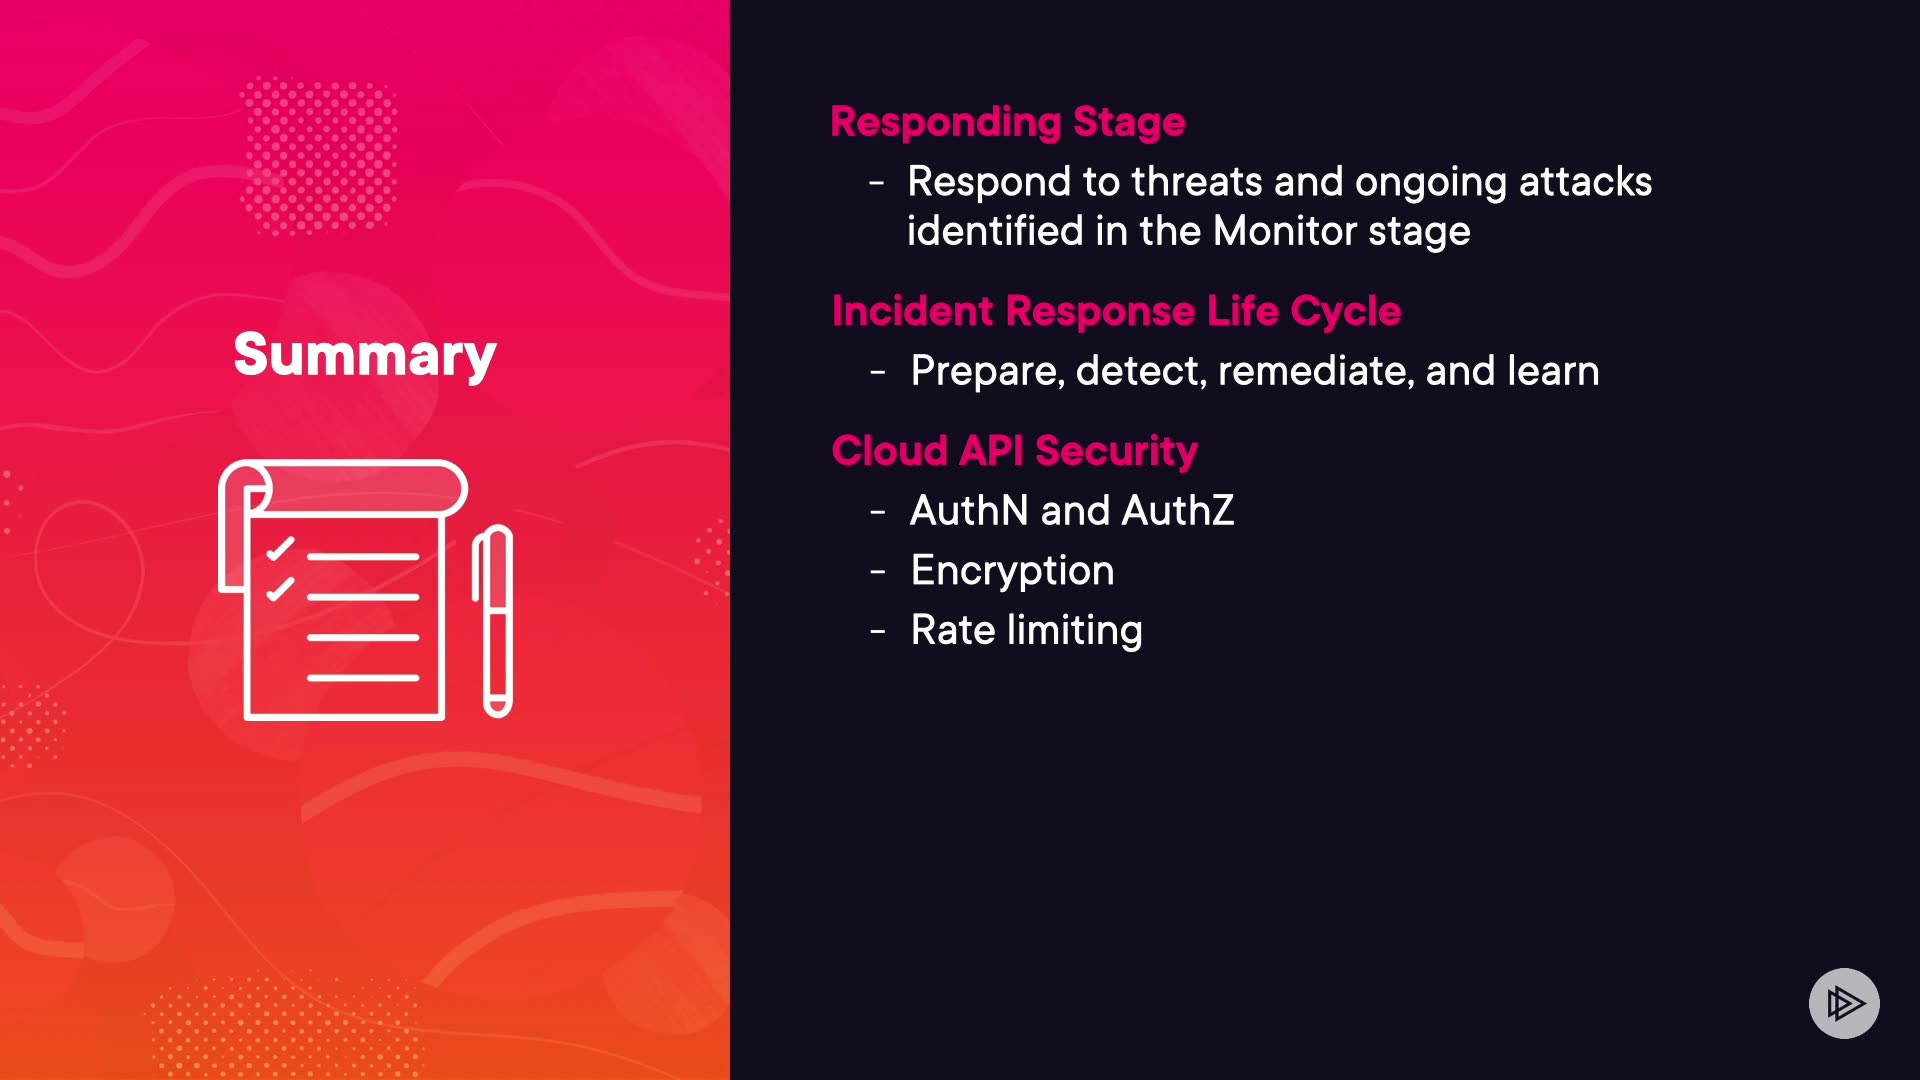 Summary
Responding Stage
- Respond to threats and ongoing attacks
identified in the Monitor stage
Incident Response Life Cycle
- Prepare, detect, remediate, and learn
Cloud API Security
- AuthN and AuthZ
- Encryption
- Rate limiting